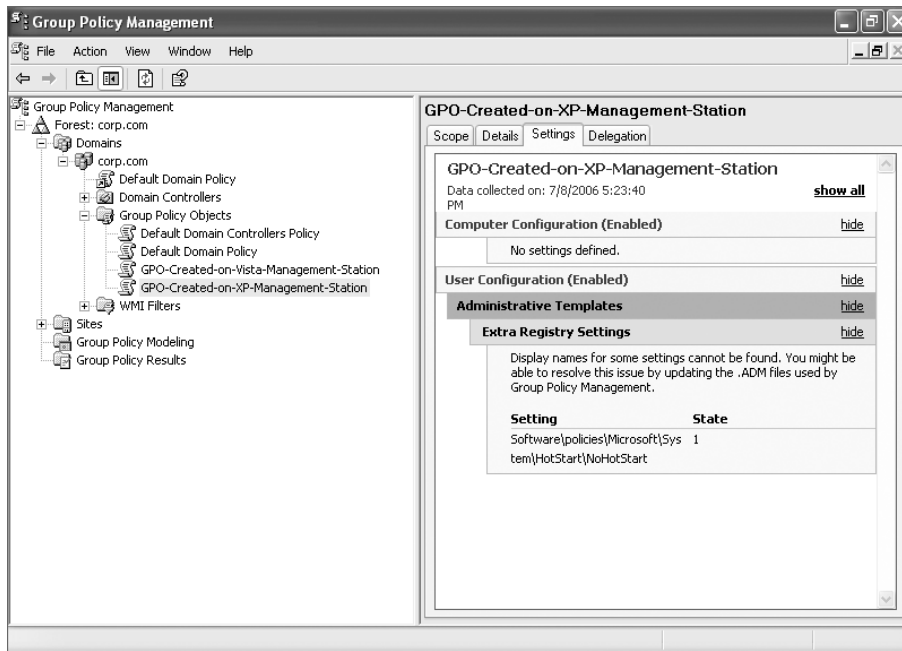 Group Policy Management
File Action View Window Help
Group Policy Management
Forest: corp.com
Domains
corp.com
Default Domain Policy
Domain Controllers
Group Policy Objects
Default Domain Controllers Policy
Default Domain Policy
GPO-Created-on-Vista-Management-Station
GPO-Created-on-XP-Management-Station
WMI Filters
Sites
Group Policy Modeling
Group Policy Results
GPO-Created-on-XP-Management-Station
Scope Details Settings Delegation
GPO-Created-on-XP-Management-Station
Data collected on: 7/8/2006 5:23:40 show all
PM
Computer Configuration (Enabled) hide
No settings defined.
User Configuration (Enabled) hide
Administrative Templates hide
Extra Registry Settings hide
Display names for some settings cannot be found. You might be
able to resolve this issue by updating the .ADM files used by
Group Policy Management.
Setting State
Software\policies\Microsoft\Sys 1
tem\HotStart\NoHotStart